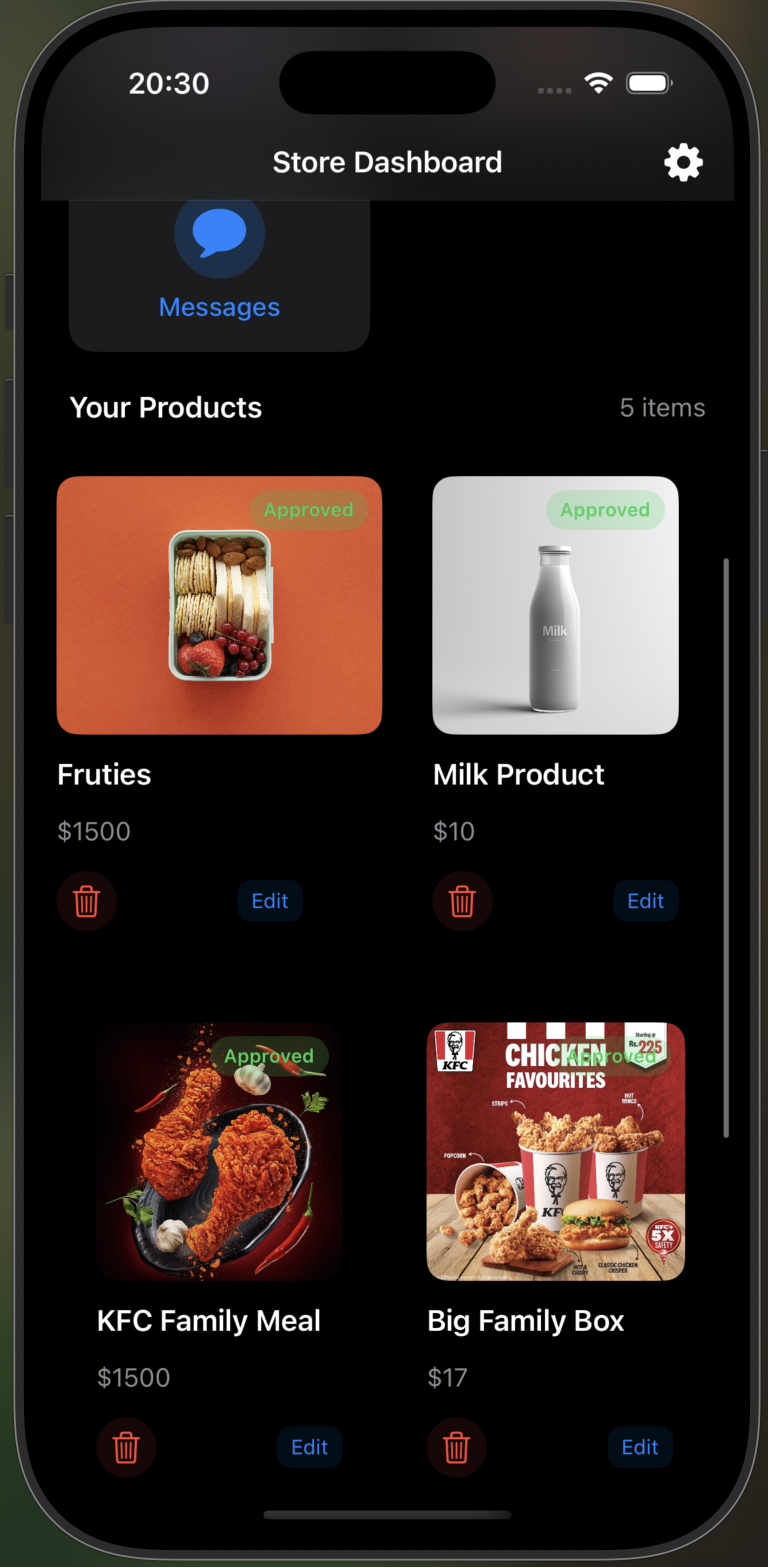 20:30
Store Dashboard
Messages
Your Products
5 items
Approved
Approved
Milk
Fruties
Milk Product
$1500
$10
Edit
Edit
Approved
KFC
CHICKEN
FAVOURITES
Starting @
Rs.225
Approved
STRIPS
HOT
WINGS
POPCORN
KFC
KFC'S
5X
SAFETY
HOT &
CRISPY
CLASSIC CHICKEN
CRISPER
KFC Family Meal
Big Family Box
$1500
$17
Edit
Edit